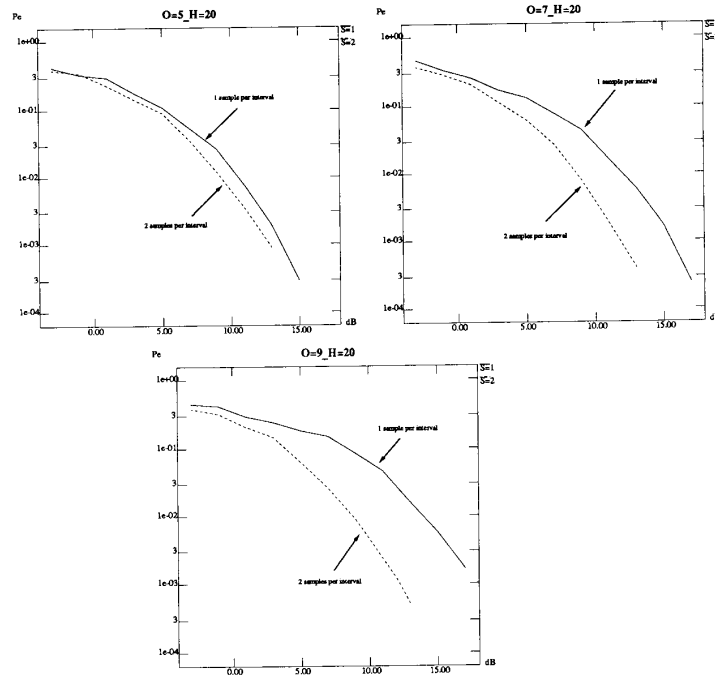 Pe
O=5_H=20
S=1
S=2
1e+00
3
1 sample per interval
1e-01
3
1e-02
3
2 samples per interval
1e-03
3
1e-04
0.00 5.00 10.00 15.00
dB
Pe
O=7_H=20
1e+00
3
1 sample per interval
1e-01
3
1e-02
3
2 samples per interval
1e-03
3
1e-04
0.00 5.00 10.00 15.00
Pe
O=9_H=20
S=1
S=2
1e+00
3
1 sample per interval
1e-01
3
1e-02
3
2 samples per interval
1e-03
3
1e-04
0.00 5.00 10.00 15.00
dB